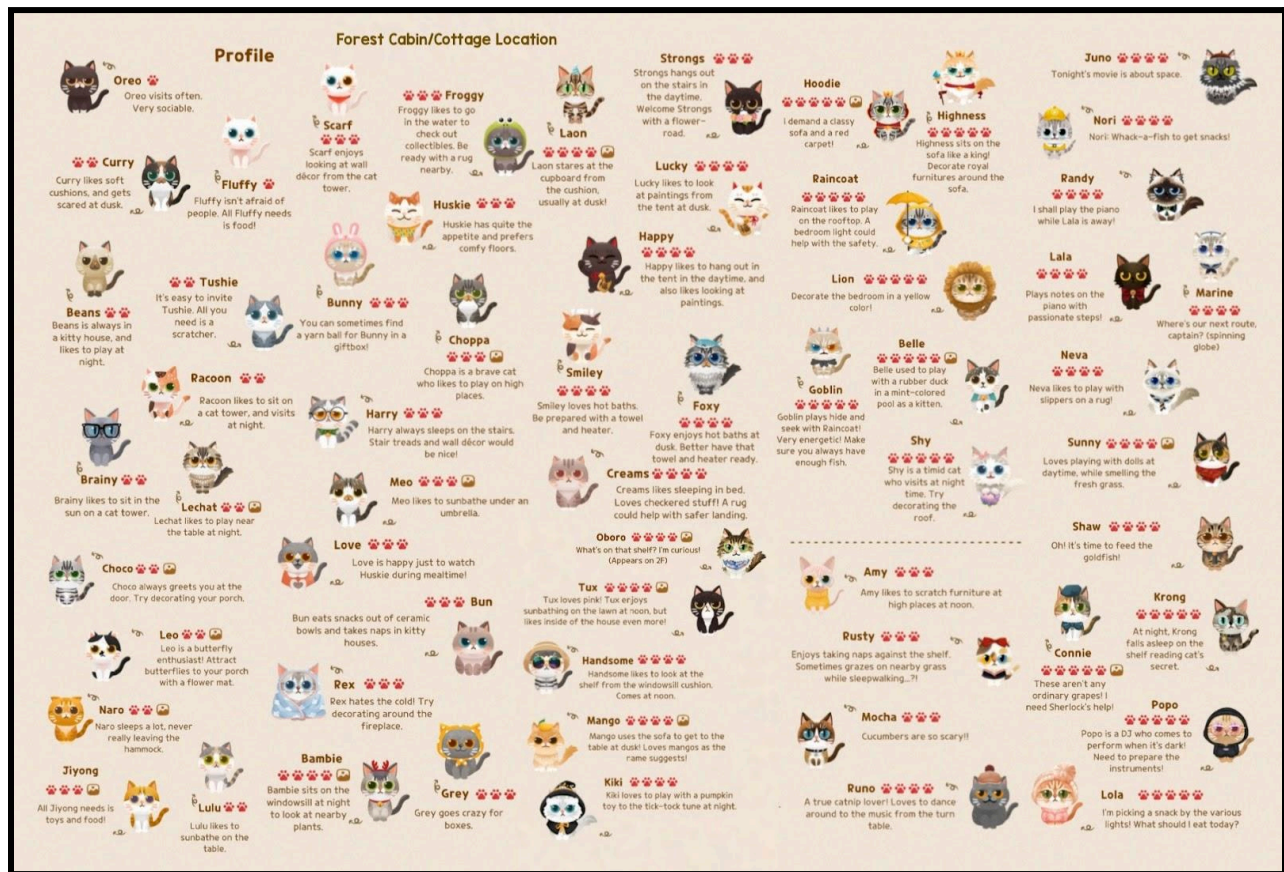 Forest Cabin/Cottage Location
Profile
Oreo
Oreo visits often.
Very sociable.
Curry
Curry likes soft
cushions, and gets
scared at dusk.
Fluffy
Fluffy isn't afraid of
people. All Fluffy needs
is food!
Beans
Beans is always in
a kitty house, and
likes to play at
night.
Tushie
It's easy to invite
Tushie. All you
need is a
scratcher.
Racoon
Racoon likes to sit on
a cat tower, and visits
at night.
Brainy
Brainy likes to sit in the
sun on a cat tower.
Lechat
Lechat likes to play near
the table at night.
Choco
Choco always greets you at the
door. Try decorating your porch.
Leo
Leo is a butterfly
enthusiast! Attract
butterflies to your porch
with a flower mat.
Naro
Naro sleeps a lot, never
really leaving the
hammock.
Jiyong
All Jiyong needs is
toys and food!
Lulu
Lulu likes to
sunbathe on the
table.
Scarf
Scarf enjoys
looking at wall
décor from the cat
tower.
Froggy
Froggy likes to go
in the water to
check out
collectibles. Be
ready with a rug
nearby.
Laon
Laon stares at the
cupboard from
the cushion,
usually at dusk!
Huskie
Huskie has quite the
appetite and prefers
comfy floors.
Bunny
You can sometimes find
a yarn ball for Bunny in a
giftbox!
Choppa
Choppa is a brave cat
who likes to play on high
places.
Harry
Harry always sleeps on the stairs.
Stair treads and wall décor would
be nice!
Meo
Meo likes to sunbathe under an
umbrella.
Love
Love is happy just to watch
Huskie during mealtime!
Bun
Bun eats snacks out of ceramic
bowls and takes naps in kitty
houses.
Rex
Rex hates the cold! Try
decorating around the
fireplace.
Bambie
Bambie sits on the
windowsill at night
to look at nearby
plants.
Grey
Grey goes crazy for
boxes.
Strongs
Strongs hangs out
on the stairs in
the daytime.
Welcome Strongs
with a flower-
road.
Lucky
Lucky likes to look
at paintings from
the tent at dusk.
Happy
Happy likes to hang out in
the tent in the daytime, and
also likes looking at
paintings.
Smiley
Smiley loves hot baths.
Be prepared with a towel
and heater.
Foxy
Foxy enjoys hot baths at
dusk. Better have that
towel and heater ready.
Creams
Creams likes sleeping in bed.
Loves checkered stuff! A rug
could help with safer landing.
Oboro
What's on that shelf? I'm curious!
(Appears on 2F)
Tux
Tux loves pink! Tux enjoys
sunbathing on the lawn at noon, but
likes inside of the house even more!
Handsome
Handsome likes to look at the
shelf from the windowsill cushion.
Comes at noon.
Mango
Mango uses the sofa to get to the
table at dusk! Loves mangos as the
rame suggests!
Kiki
Kiki loves to play with a pumpkin
toy to the tick-tock tune at night.
Hoodie
I demand a classy
sofa and a red
carpet!
Highness
Highness sits on the
sofa like a king!
Decorate royal
furnitures around the
sofa.
Raincoat
Raincoat likes to play
on the rooftop. A
bedroom light could
help with the safety.
Lion
Decorate the bedroom in a yellow
color!
Goblin
Goblin plays hide and
seek with Raincoat!
Very energetic! Make
sure you always have
enough fish.
Belle
Belle used to play
with a rubber duck
in a mint-colored
pool as a kitten.
Shy
Shy is a timid cat
who visits at night
time. Try
decorating the
roof.
Amy
Amy likes to scratch furniture at
high places at noon.
Rusty
Enjoys taking naps against the shelf.
Sometimes grazes on nearby grass
while sleepwalking...?!
Mocha
Cucumbers are so scary!!
Runo
A true catnip lover! Loves to dance
around to the music from the turn
table.
Juno
Tonight's movie is about space.
Nori
Nori: Whack-a-fish to get snacks!
Randy
I shall play the piano
while Lala is away!
Lala
Plays notes on the
piano with
passionate steps!
Marine
Where's our next route,
captain? (spinning
globe)
Neva
Neva likes to play with
slippers on a rug!
Sunny
Loves playing with dolls at
daytime, while smelling the
fresh grass.
Shaw
Oh! It's time to feed the
goldfish!
Connie
These aren't any
ordinary grapes! I
need Sherlock's help!
Krong
At night, Krong
falls asleep on the
shelf reading cat's
secret.
Popo
Popo is a DJ who comes to
perform when it's dark!
Need to prepare the
instruments!
Lola
I'm picking a snack by the various
lights! What should I eat today?